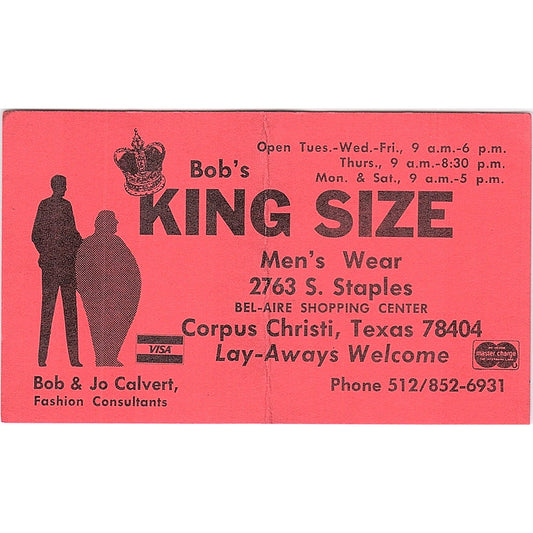 Open Tues.-Wed.-Fri., 9 a.m.-6 p.m.
Thurs., 9 a.m.-8:30 p.m.
Mon. & Sat., 9 a.m.-5 p.m.
Bob's
KING SIZE
Men's Wear
2763 S. Staples
BEL-AIRE SHOPPING CENTER
Corpus Christi, Texas 78404
Lay-Aways Welcome
VISA
master charge
Bob & Jo Calvert,
Fashion Consultants
Phone 512/852-6931